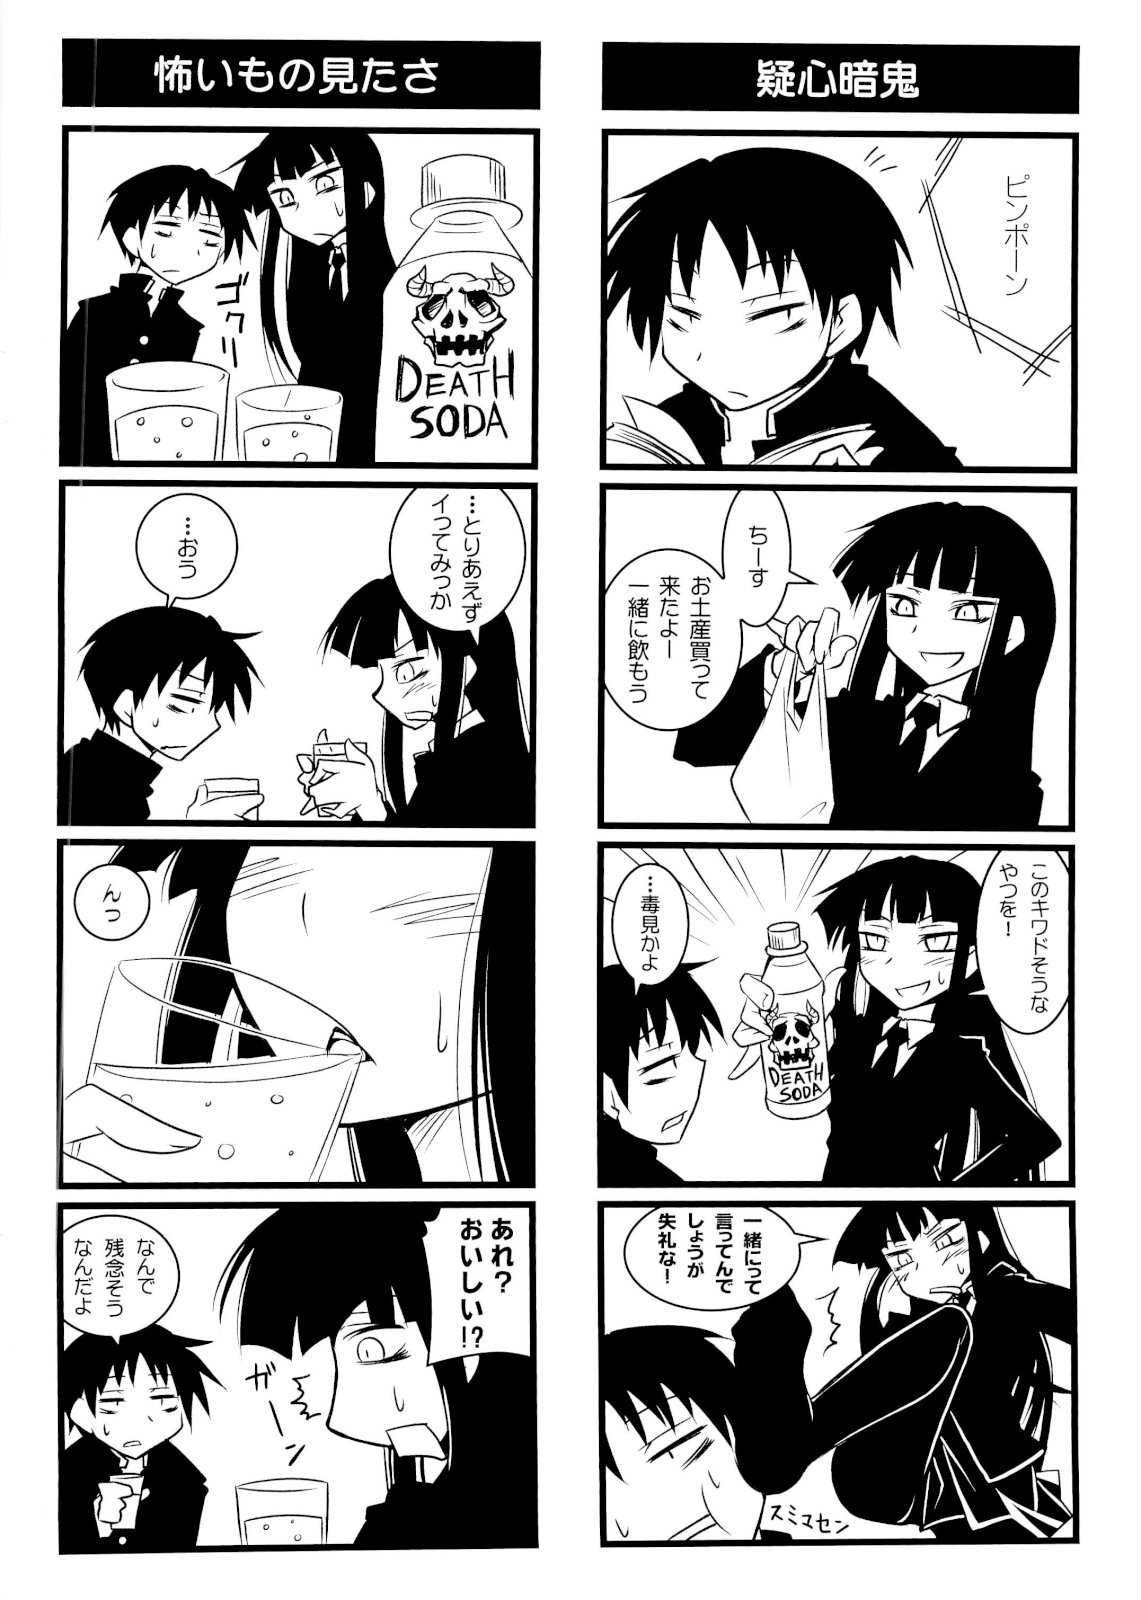 疑心暗鬼
ピンポーン
ちーす
お土産買って
来たよー
一緒に飲もう
このキワドそうな
やつを！
…毒見かよ
DEATH
SODA
一緒にって
言ってんで
しょうが
失礼な！
スミマセン
怖いもの見たさ
DEATH
SODA
ゴクリ
…とりあえず
イってみっか
…おう
んっ
あれ？
おいしい!?
ガーン
なんで
残念そう
なんだよ